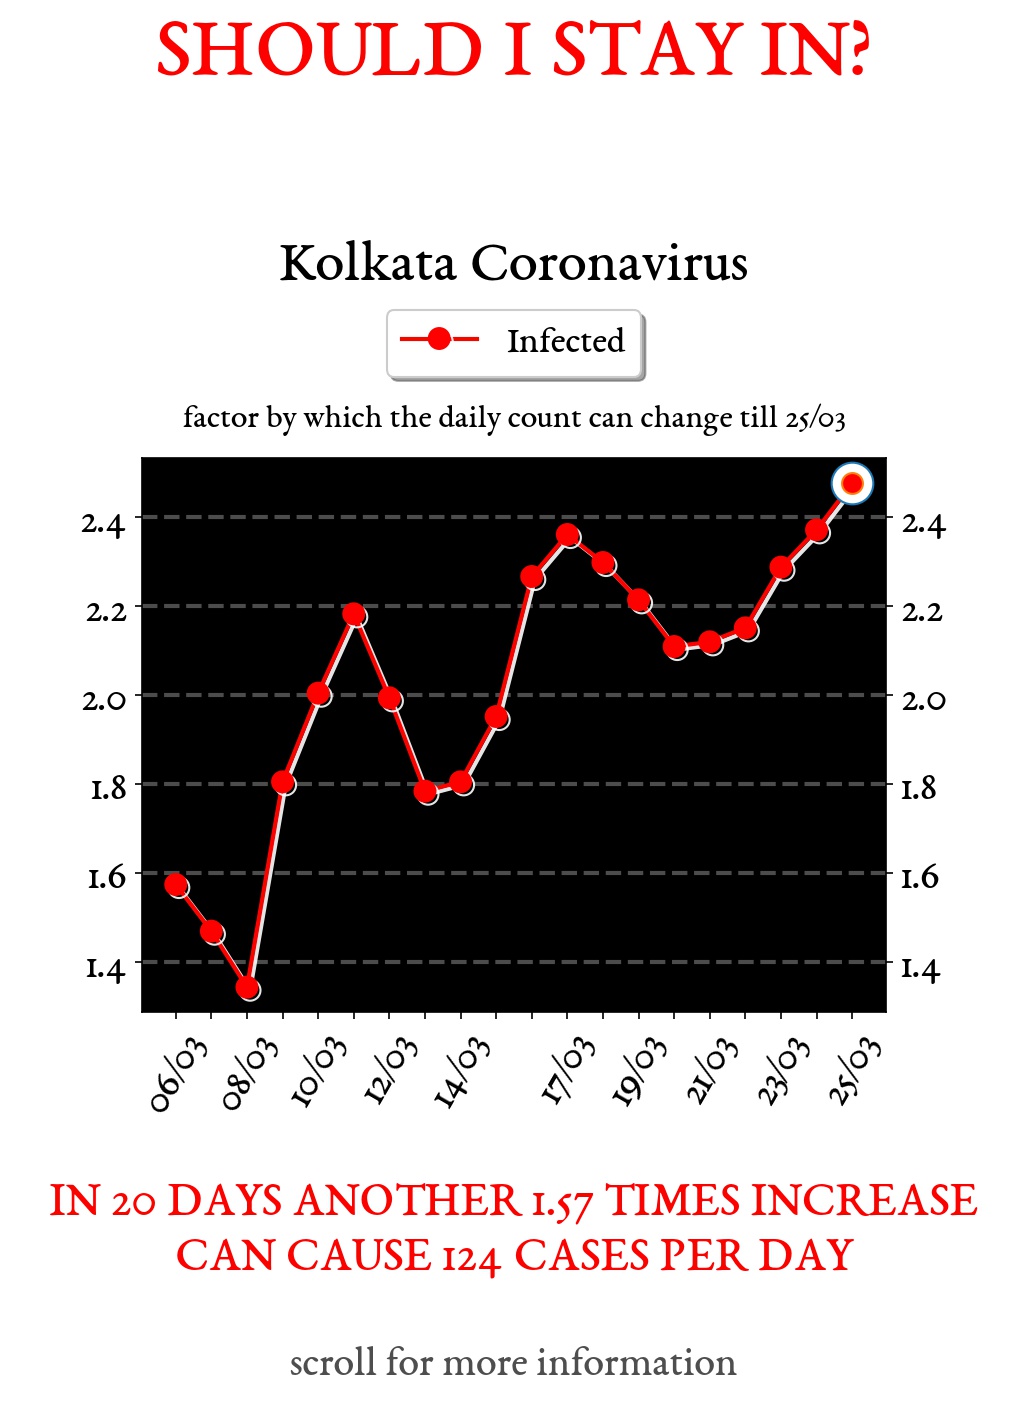 SHOULD I STAY IN?
Kolkata Coronavirus
Infected
factor by which the daily count can change till 25/03
2.4 2.4
2.2 2.2
2.0 2.0
1.8 1.8
1.6 1.6
1.4 1.4
06/03 08/03 10/03 12/03 14/03 17/03 19/03 21/03 23/03 25/03
IN 20 DAYS ANOTHER 1.57 TIMES INCREASE
CAN CAUSE 124 CASES PER DAY
scroll for more information